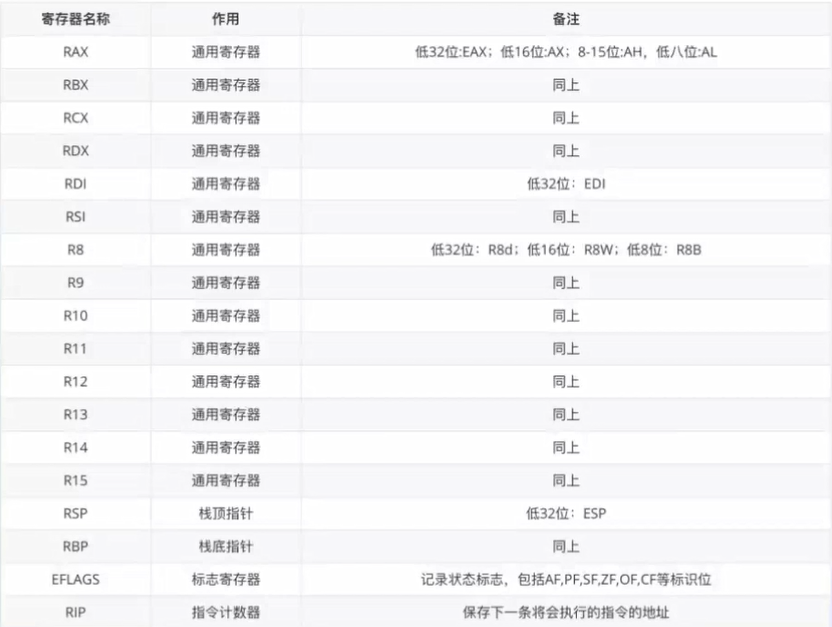 寄存器名称 作用 备注
RAX 通用寄存器 低32位:EAX；低16位:AX；8-15位:AH，低八位:AL
RBX 通用寄存器 同上
RCX 通用寄存器 同上
RDX 通用寄存器 同上
RDI 通用寄存器 低32位：EDI
RSI 通用寄存器 同上
R8 通用寄存器 低32位：R8d；低16位：R8W；低8位：R8B
R9 通用寄存器 同上
R10 通用寄存器 同上
R11 通用寄存器 同上
R12 通用寄存器 同上
R13 通用寄存器 同上
R14 通用寄存器 同上
R15 通用寄存器 同上
RSP 栈顶指针 低32位：ESP
RBP 栈底指针 同上
EFLAGS 标志寄存器 记录状态标志，包括AF,PF,SF,ZF,OF,CF等标识位
RIP 指令计数器 保存下一条将会执行的指令的地址